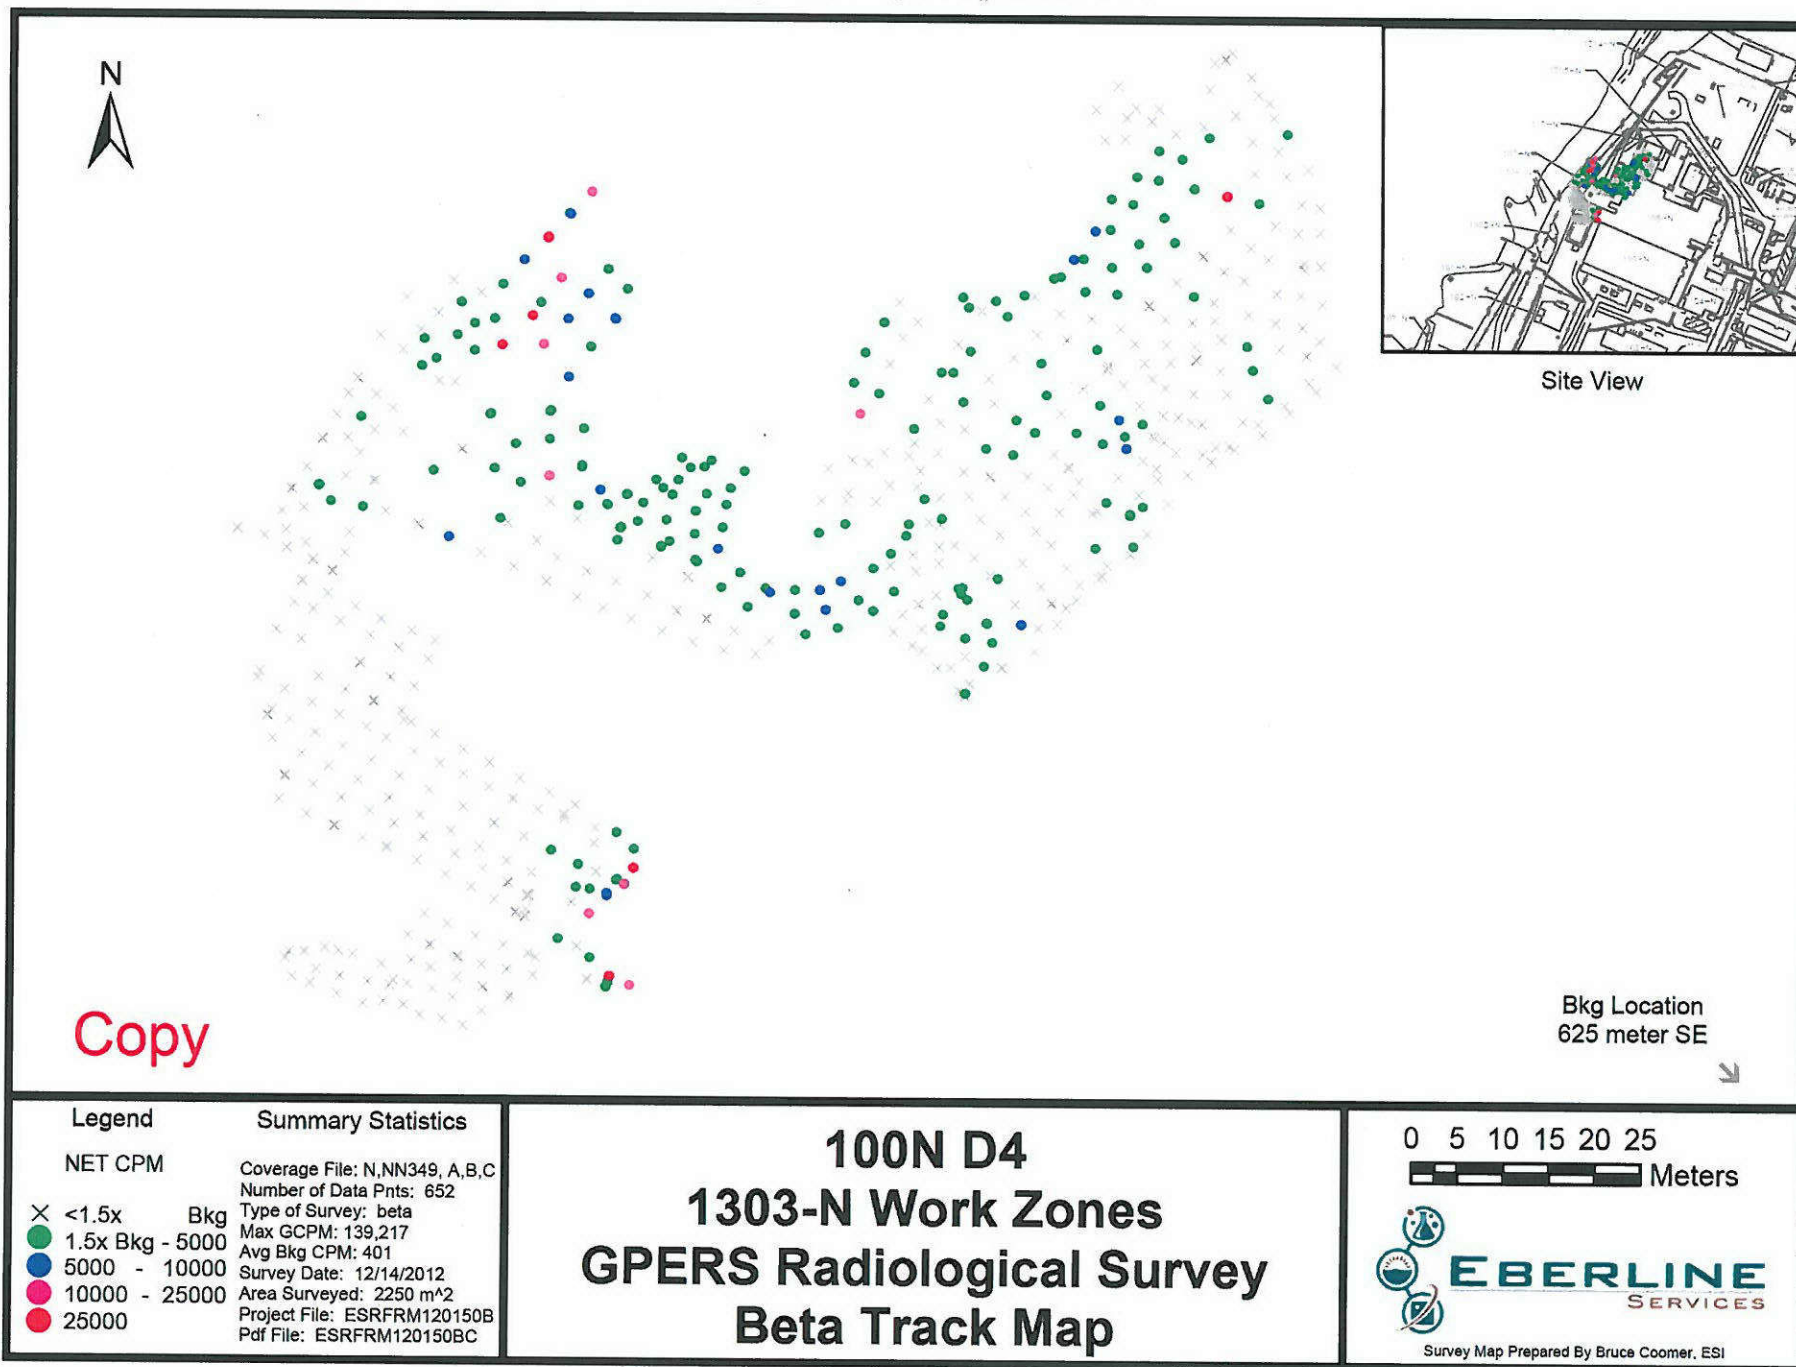 N
Site View
Copy
Bkg Location
625 meter SE
Legend
NET CPM
<1.5x Bkg
1.5x Bkg - 5000
5000 - 10000
10000 - 25000
25000
Summary Statistics
Coverage File: N,NN349, A,B,C
Number of Data Pnts: 652
Type of Survey: beta
Max GCPM: 139,217
Avg Bkg CPM: 401
Survey Date: 12/14/2012
Area Surveyed: 2250 m^2
Project File: ESRFRM120150B
Pdf File: ESRFRM120150BC
100N D4
1303-N Work Zones
GPERS Radiological Survey
Beta Track Map
0 5 10 15 20 25
Meters
EBERLINE
SERVICES
Survey Map Prepared By Bruce Coomer, ESI